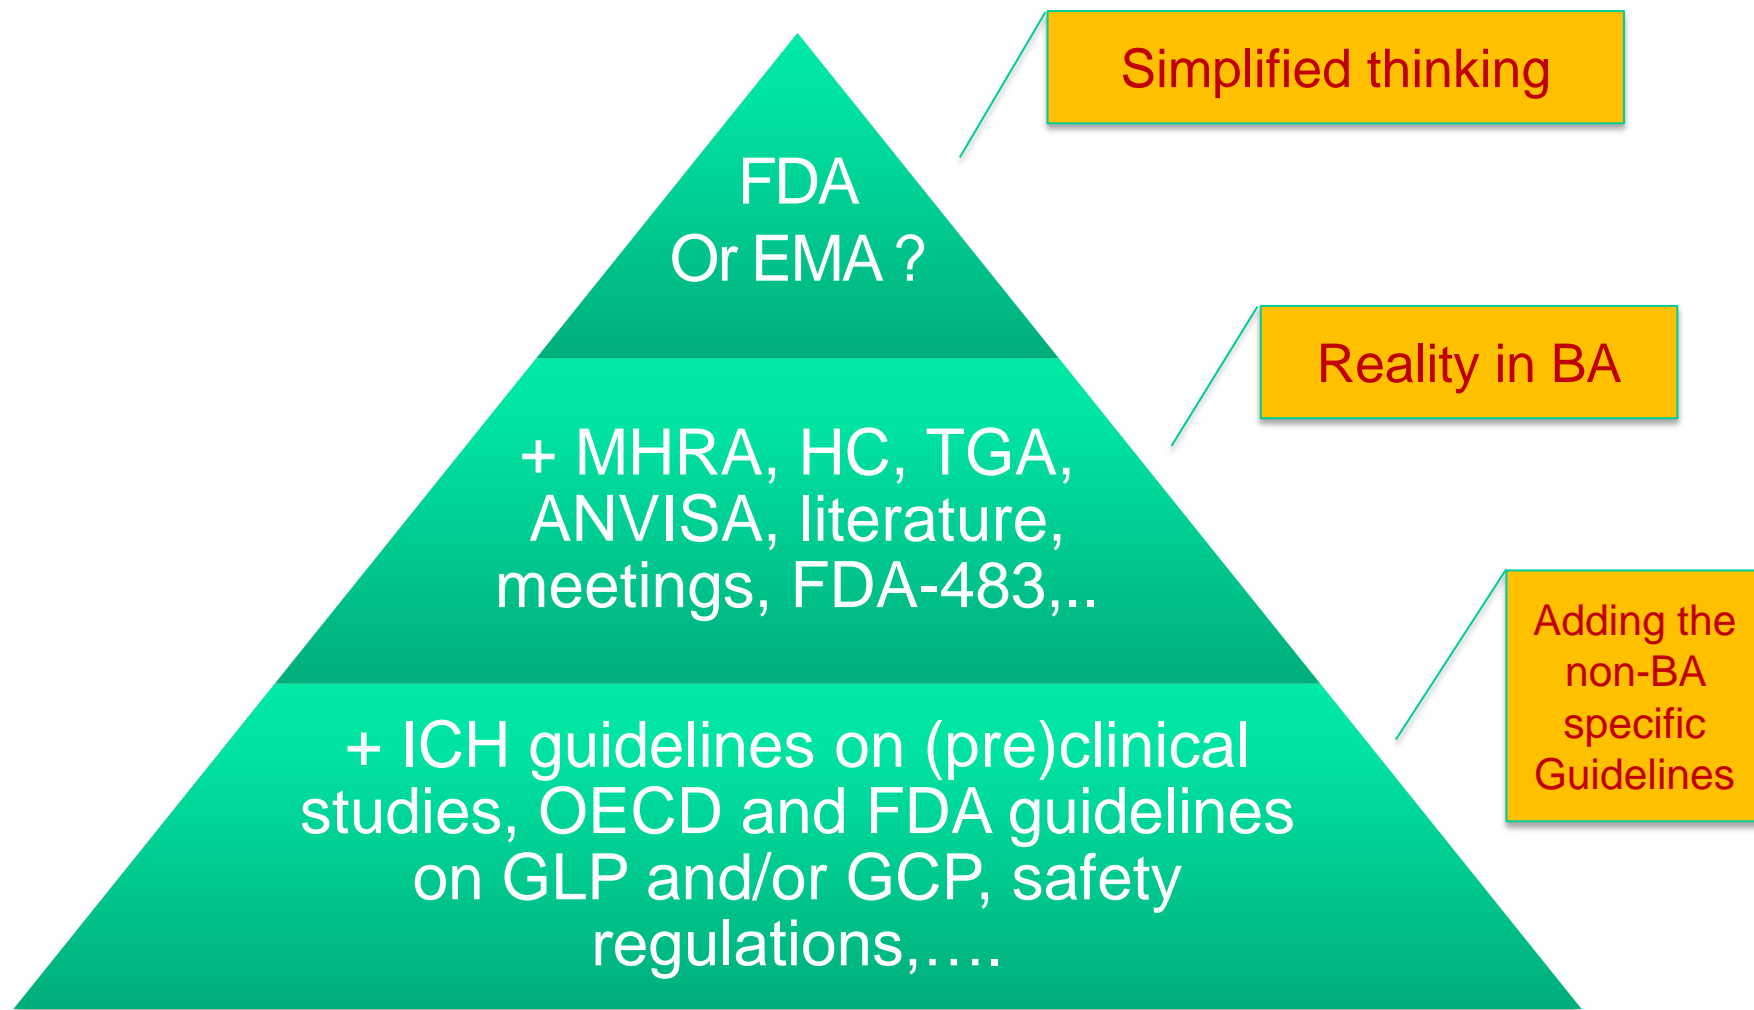 Simplified thinking
FDA
Or EMA ?
Reality in BA
+ MHRA, HC, TGA,
ANVISA, literature,
meetings, FDA-483,..
Adding the
non-BA
specific
Guidelines
+ ICH guidelines on (pre)clinical
studies, OECD and FDA guidelines
on GLP and/or GCP, safety
regulations,….